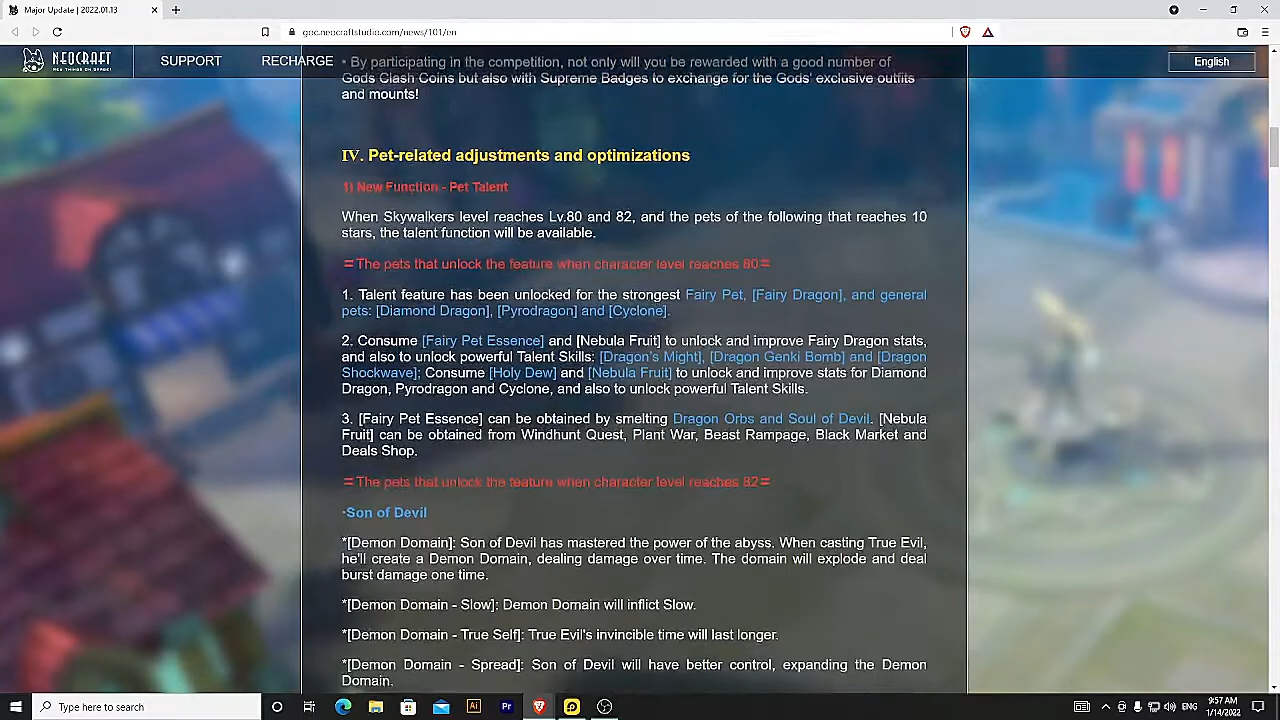 Major Update | 2022.01.13
goc.neocraftstudio.com/news/101/en
NEOCRAFT
SUPPORT
RECHARGE
English
• By participating in the competition, not only will you be rewarded with a good number of
Gods Clash Coins but also with Supreme Badges to exchange for the Gods' exclusive outfits
and mounts!
IV. Pet-related adjustments and optimizations
1) New Function - Pet Talent
When Skywalkers level reaches Lv.80 and 82, and the pets of the following that reaches 10
stars, the talent function will be available.
=The pets that unlock the feature when character level reaches 80=
1. Talent feature has been unlocked for the strongest Fairy Pet, [Fairy Dragon], and general
pets: [Diamond Dragon], [Pyrodragon] and [Cyclone].
2. Consume [Fairy Pet Essence] and [Nebula Fruit] to unlock and improve Fairy Dragon stats,
and also to unlock powerful Talent Skills: [Dragon's Might], [Dragon Genki Bomb] and [Dragon
Shockwave]: Consume [Holy Dew] and [Nebula Fruit] to unlock and improve stats for Diamond
Dragon, Pyrodragon and Cyclone, and also to unlock powerful Talent Skills.
3. [Fairy Pet Essence] can be obtained by smelting Dragon Orbs and Soul of Devil. [Nebula
Fruit] can be obtained from Windhunt Quest, Plant War, Beast Rampage, Black Market and
Deals Shop.
=The pets that unlock the feature when character level reaches 82=
·Son of Devil
*[Demon Domain]: Son of Devil has mastered the power of the abyss. When casting True Evil,
he'll create a Demon Domain, dealing damage over time. The domain will explode and deal
burst damage one time.
*[Demon Domain - Slow]: Demon Domain will inflict Slow.
*[Demon Domain - True Self]: True Evil's invincible time will last longer.
*[Demon Domain - Spread]: Son of Devil will have better control, expanding the Demon
Domain.
Type here to search
Ai
Pr
ENG
9:57 AM
1/14/2022